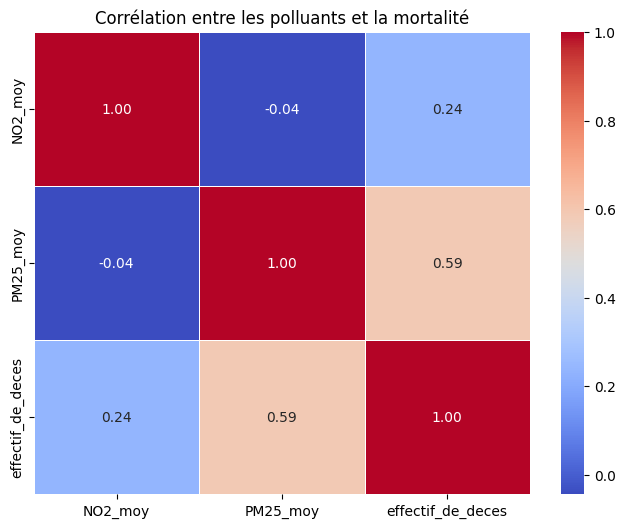 Corrélation entre les polluants et la mortalité
NO2_moy
1.00
-0.04
0.24
PM25_moy
-0.04
1.00
0.59
effectif_de_deces
0.24
0.59
1.00
NO2_moy
PM25_moy
effectif_de_deces
1.0
0.8
0.6
0.4
0.2
0.0